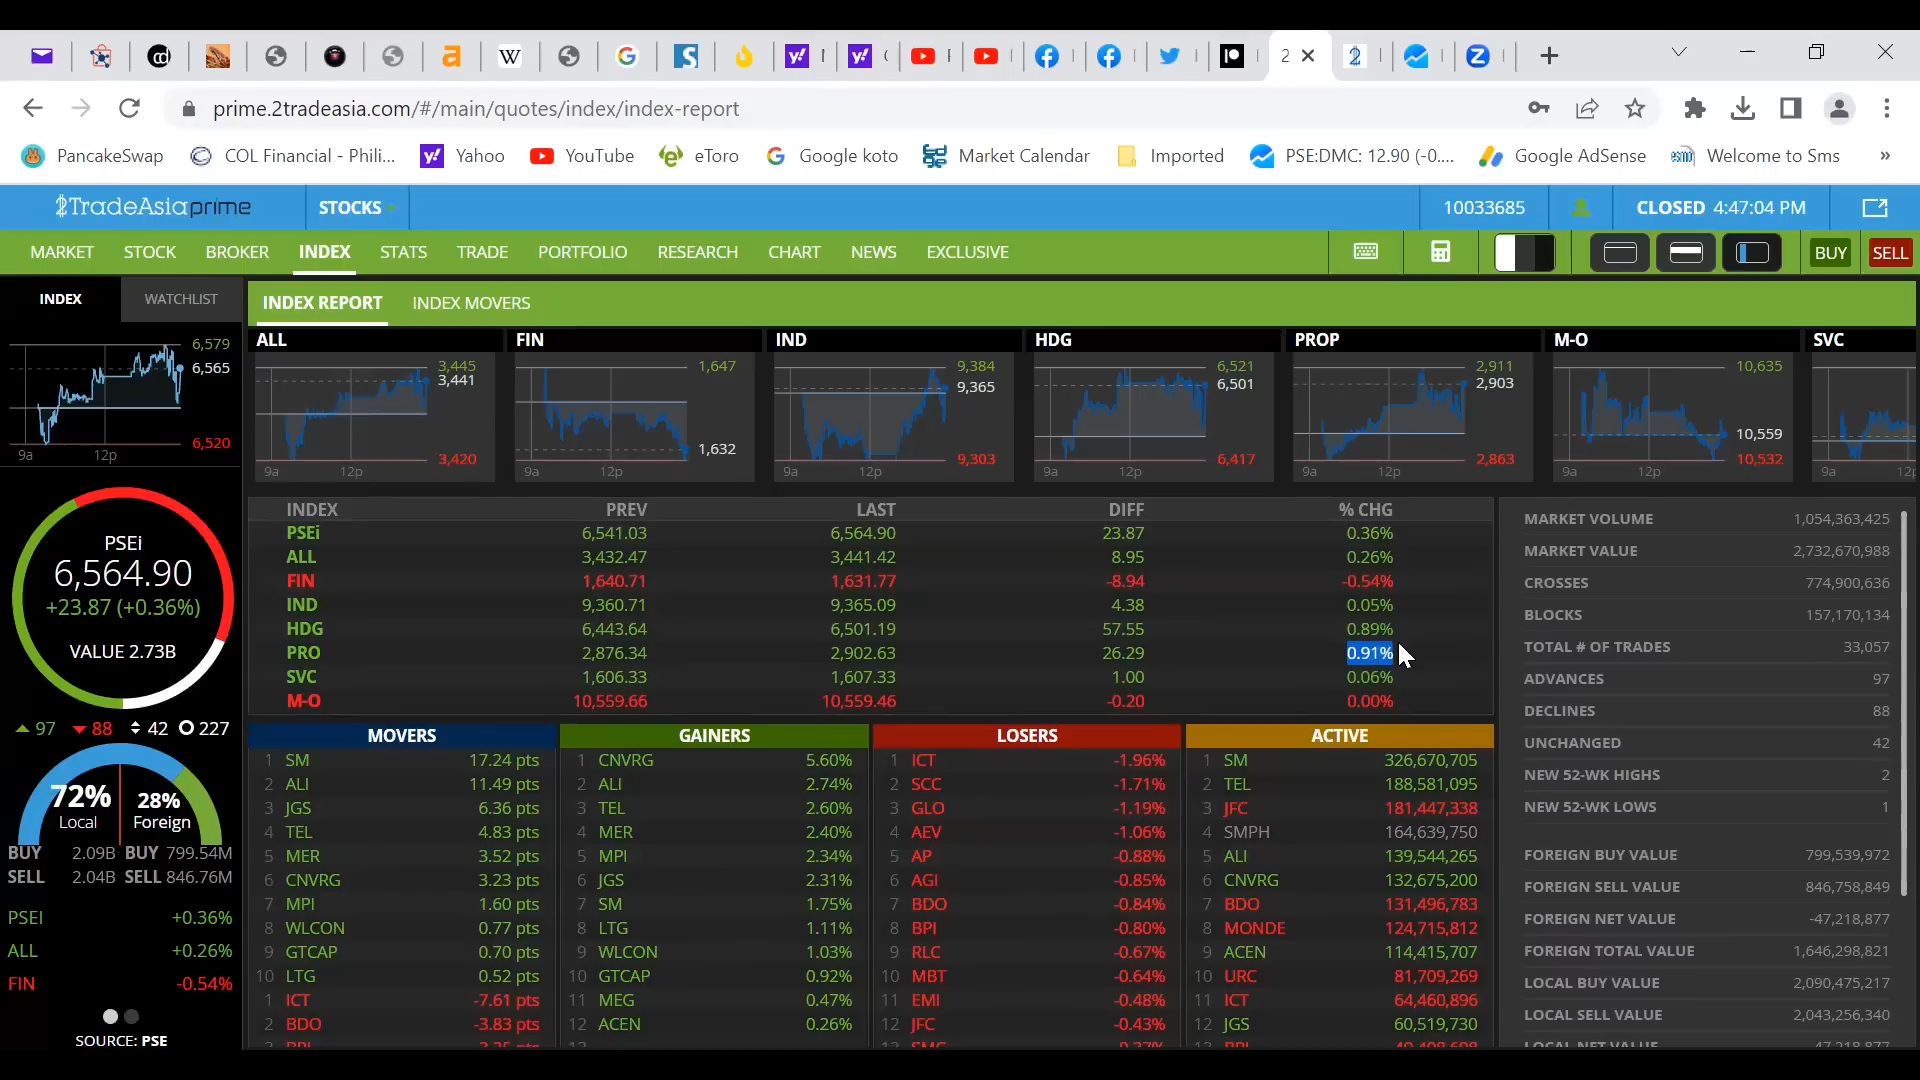 2
prime.2tradeasia.com/#/main/quotes/index/index-report
PancakeSwap COL Financial - Phili... Yahoo YouTube eToro Google koto Market Calendar Imported PSE:DMC: 12.90 (-0.... Google AdSense Welcome to Sms »
2TradeAsiaprime STOCKS 10033685 CLOSED 4:47:04 PM
MARKET STOCK BROKER INDEX STATS TRADE PORTFOLIO RESEARCH CHART NEWS EXCLUSIVE BUY SELL
INDEX WATCHLIST
INDEX REPORT INDEX MOVERS
ALL FIN IND HDG PROP M-O SVC
6,579
6,565
6,520
9a 12p
3,445
3,441
3,420
9a 12p
1,647
1,632
9a 12p
9,384
9,365
9,303
9a 12p
6,521
6,501
6,417
9a 12p
2,911
2,903
2,863
9a 12p
10,635
10,559
10,532
9a 12p
9a
PSEi
6,564.90
+23.87 (+0.36%)
VALUE 2.73B
97 88 42 227
72% 28%
Local Foreign
BUY 2.09B BUY 799.54M
SELL 2.04B SELL 846.76M
PSEI +0.36%
ALL +0.26%
FIN -0.54%
SOURCE: PSE
INDEX PREV LAST DIFF % CHG
PSEi 6,541.03 6,564.90 23.87 0.36%
ALL 3,432.47 3,441.42 8.95 0.26%
FIN 1,640.71 1,631.77 -8.94 -0.54%
IND 9,360.71 9,365.09 4.38 0.05%
HDG 6,443.64 6,501.19 57.55 0.89%
PRO 2,876.34 2,902.63 26.29 0.91%
SVC 1,606.33 1,607.33 1.00 0.06%
M-O 10,559.66 10,559.46 -0.20 0.00%
MOVERS
1 SM 17.24 pts
2 ALI 11.49 pts
3 JGS 6.36 pts
4 TEL 4.83 pts
5 MER 3.52 pts
6 CNVRG 3.23 pts
7 MPI 1.60 pts
8 WLCON 0.77 pts
9 GTCAP 0.70 pts
10 LTG 0.52 pts
1 ICT -7.61 pts
2 BDO -3.83 pts
GAINERS
1 CNVRG 5.60%
2 ALI 2.74%
3 TEL 2.60%
4 MER 2.40%
5 MPI 2.34%
6 JGS 2.31%
7 SM 1.75%
8 LTG 1.11%
9 WLCON 1.03%
10 GTCAP 0.92%
11 MEG 0.47%
12 ACEN 0.26%
LOSERS
1 ICT -1.96%
2 SCC -1.71%
3 GLO -1.19%
4 AEV -1.06%
5 AP -0.88%
6 AGI -0.85%
7 BDO -0.84%
8 BPI -0.80%
9 RLC -0.67%
10 MBT -0.64%
11 EMI -0.48%
12 JFC -0.43%
ACTIVE
1 SM 326,670,705
2 TEL 188,581,095
3 JFC 181,447,338
4 SMPH 164,639,750
5 ALI 139,544,265
6 CNVRG 132,675,200
7 BDO 131,496,783
8 MONDE 124,715,812
9 ACEN 114,415,707
10 URC 81,709,269
11 ICT 64,460,896
12 JGS 60,519,730
MARKET VOLUME 1,054,363,425
MARKET VALUE 2,732,670,988
CROSSES 774,900,636
BLOCKS 157,170,134
TOTAL # OF TRADES 33,057
ADVANCES 97
DECLINES 88
UNCHANGED 42
NEW 52-WK HIGHS 2
NEW 52-WK LOWS 1
FOREIGN BUY VALUE 799,539,972
FOREIGN SELL VALUE 846,758,849
FOREIGN NET VALUE -47,218,877
FOREIGN TOTAL VALUE 1,646,298,821
LOCAL BUY VALUE 2,090,475,217
LOCAL SELL VALUE 2,043,256,340
LOCAL NET VALUE 47,218,877